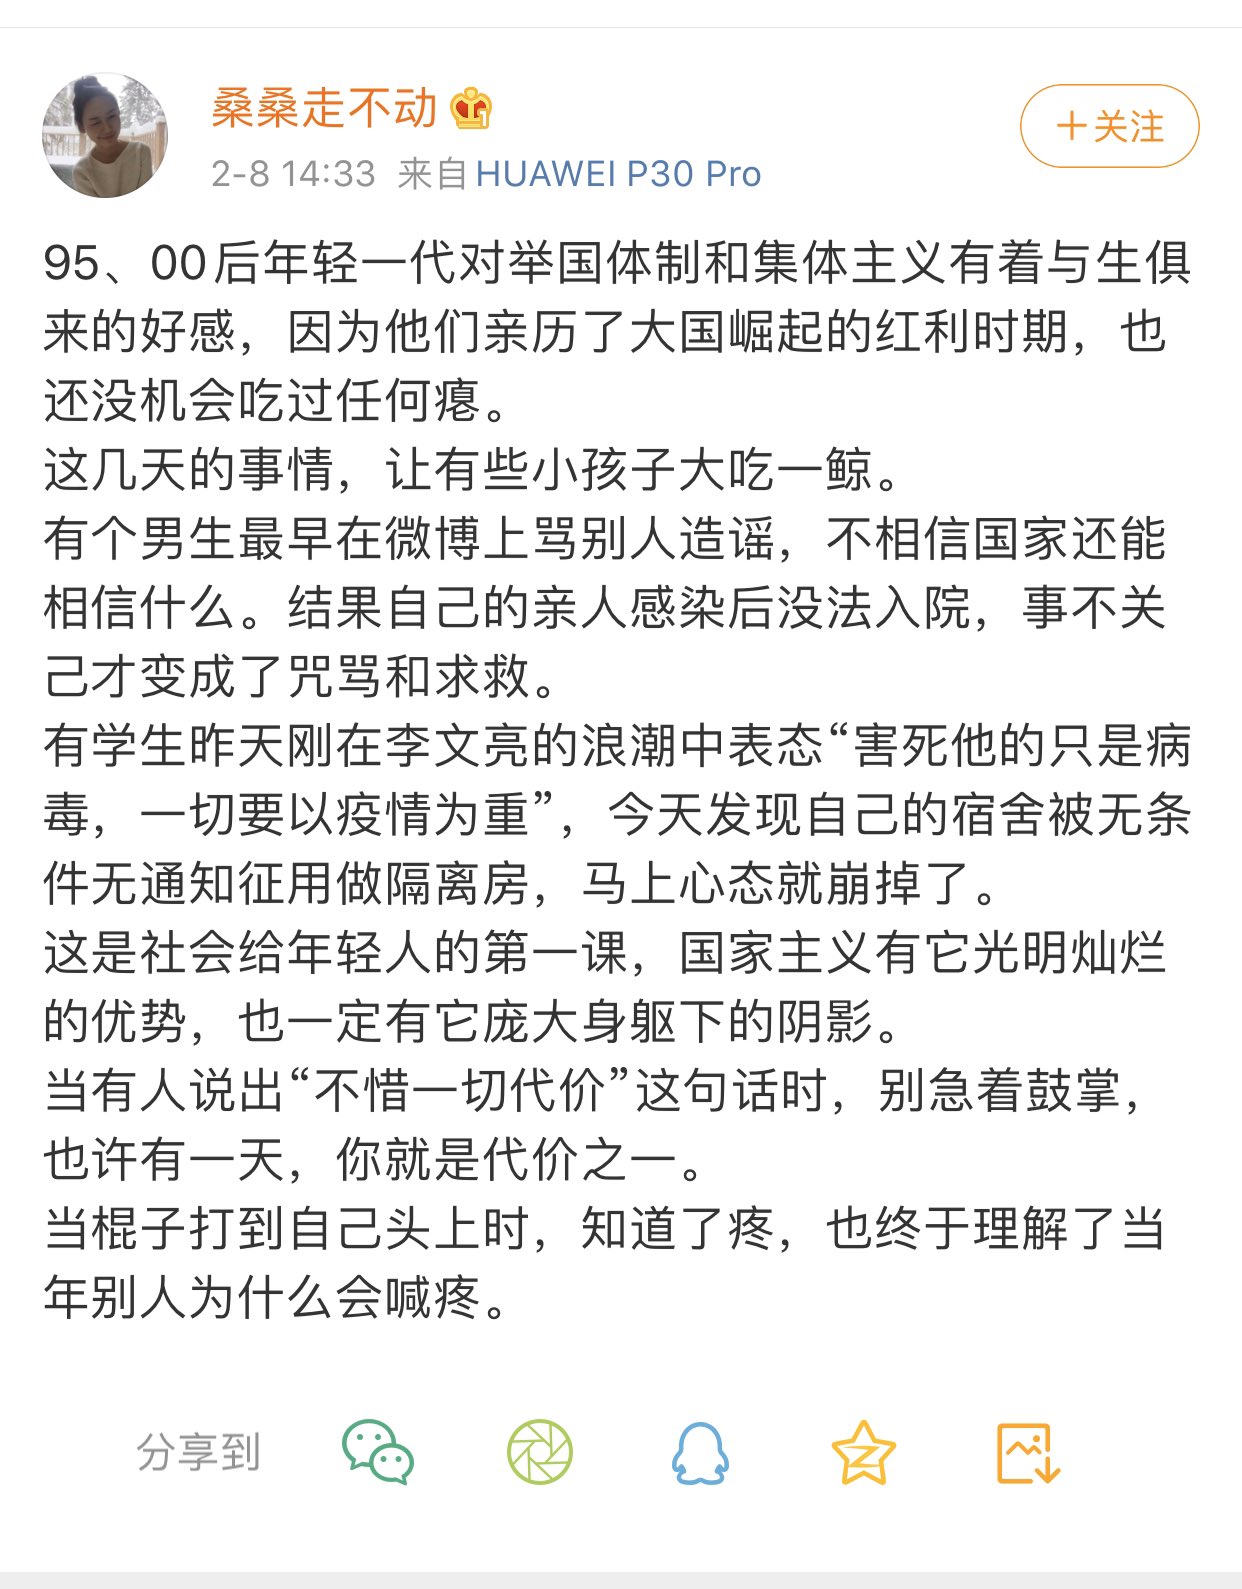 桑桑走不动
+关注
2-8 14:33 来自 HUAWEI P30 Pro
95、00后年轻一代对举国体制和集体主义有着与生俱
来的好感，因为他们亲历了大国崛起的红利时期，也
还没机会吃过任何瘪。
这几天的事情，让有些小孩子大吃一鲸。
有个男生最早在微博上骂别人造谣，不相信国家还能
相信什么。结果自己的亲人感染后没法入院，事不关
己才变成了咒骂和求救。
有学生昨天刚在李文亮的浪潮中表态“害死他的只是病
毒，一切要以疫情为重”，今天发现自己的宿舍被无条
件无通知征用做隔离房，马上心态就崩掉了。
这是社会给年轻人的第一课，国家主义有它光明灿烂
的优势，也一定有它庞大身躯下的阴影。
当有人说出“不惜一切代价”这句话时，别急着鼓掌，
也许有一天，你就是代价之一。
当棍子打到自己头上时，知道了疼，也终于理解了当
年别人为什么会喊疼。
分享到